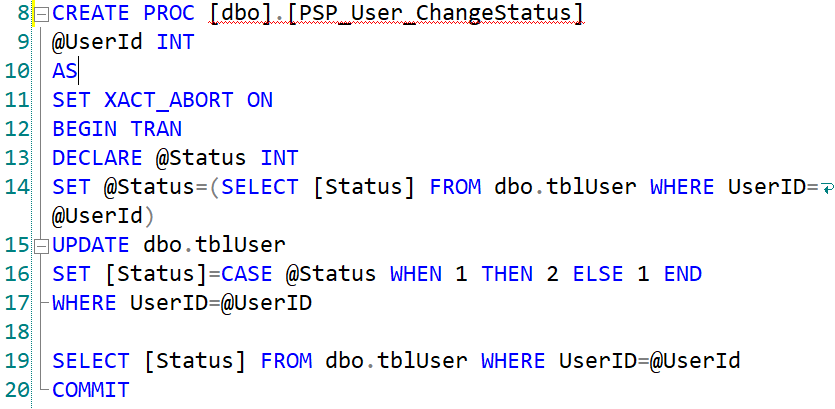 8 CREATE PROC [dbo].[PSP_User_ChangeStatus]
9 @UserId INT
10 AS
11 SET XACT_ABORT ON
12 BEGIN TRAN
13 DECLARE @Status INT
14 SET @Status=(SELECT [Status] FROM dbo.tblUser WHERE UserID=
@UserId)
15 UPDATE dbo.tblUser
16 SET [Status]=CASE @Status WHEN 1 THEN 2 ELSE 1 END
17 WHERE UserID=@UserID
18
19 SELECT [Status] FROM dbo.tblUser WHERE UserID=@UserId
20 COMMIT